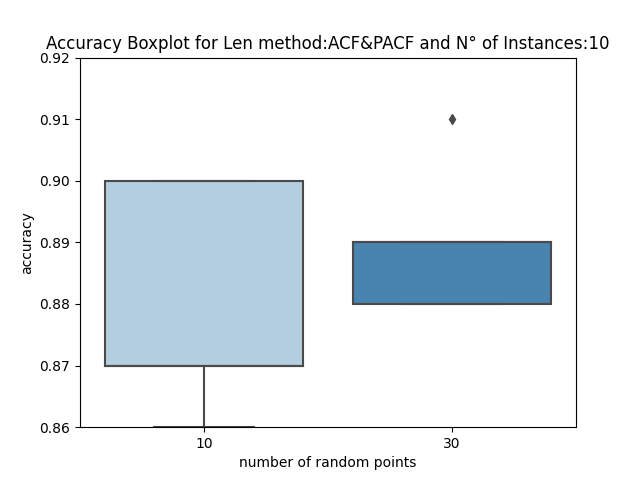 Accuracy Boxplot for Len method:ACF&PACF and N° of Instances:10
0.92
0.91
0.90
0.89
0.88
0.87
0.86
accuracy
10 30
number of random points